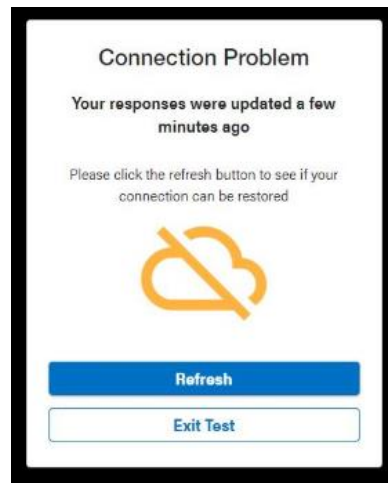 Connection Problem
Your responses were updated a few
minutes ago
Please click the refresh button to see if your
connection can be restored
Refresh
Exit Test